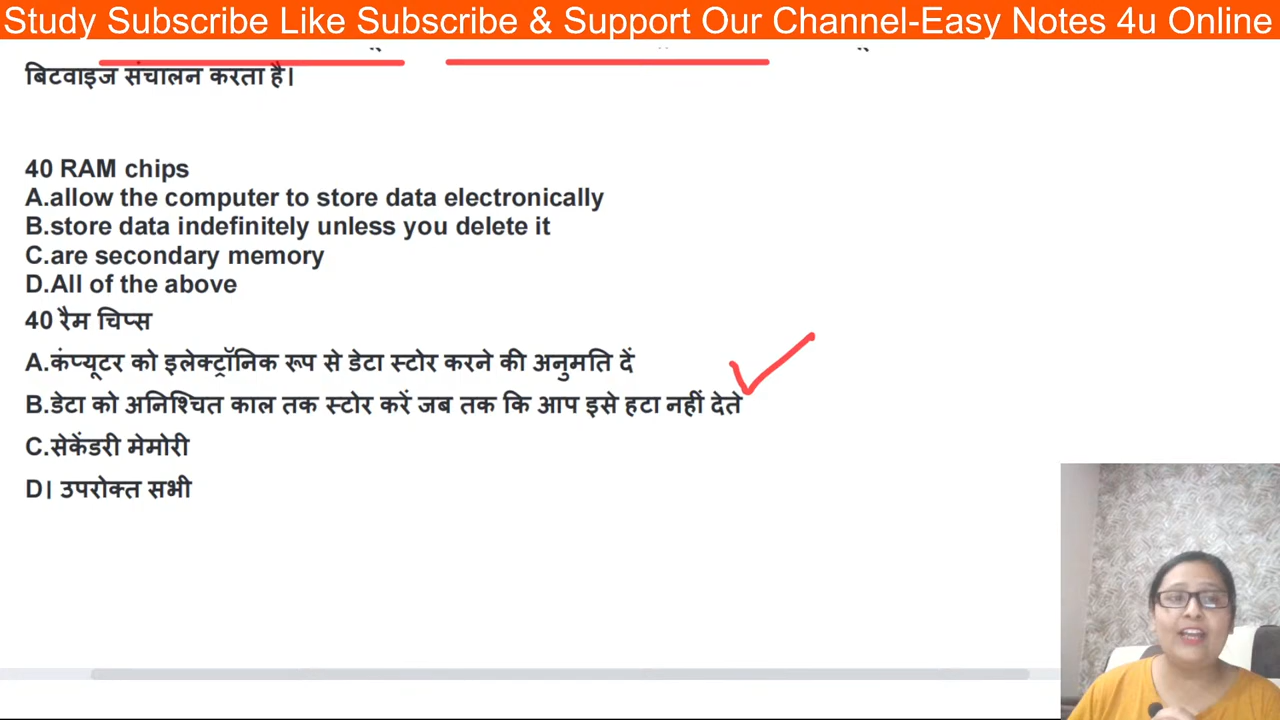 Study Subscribe Like Subscribe & Support Our Channel-Easy Notes 4u Online
बिटवाइज संचालन करता है।
40 RAM chips
A.allow the computer to store data electronically
B.store data indefinitely unless you delete it
C.are secondary memory
D.All of the above
40 रैम चिप्स
A.कंप्यूटर को इलेक्ट्रॉनिक रूप से डेटा स्टोर करने की अनुमति दें
B.डेटा को अनिश्चित काल तक स्टोर करें जब तक कि आप इसे हटा नहीं देते
C.सेकेंडरी मेमोरी
D। उपरोक्त सभी